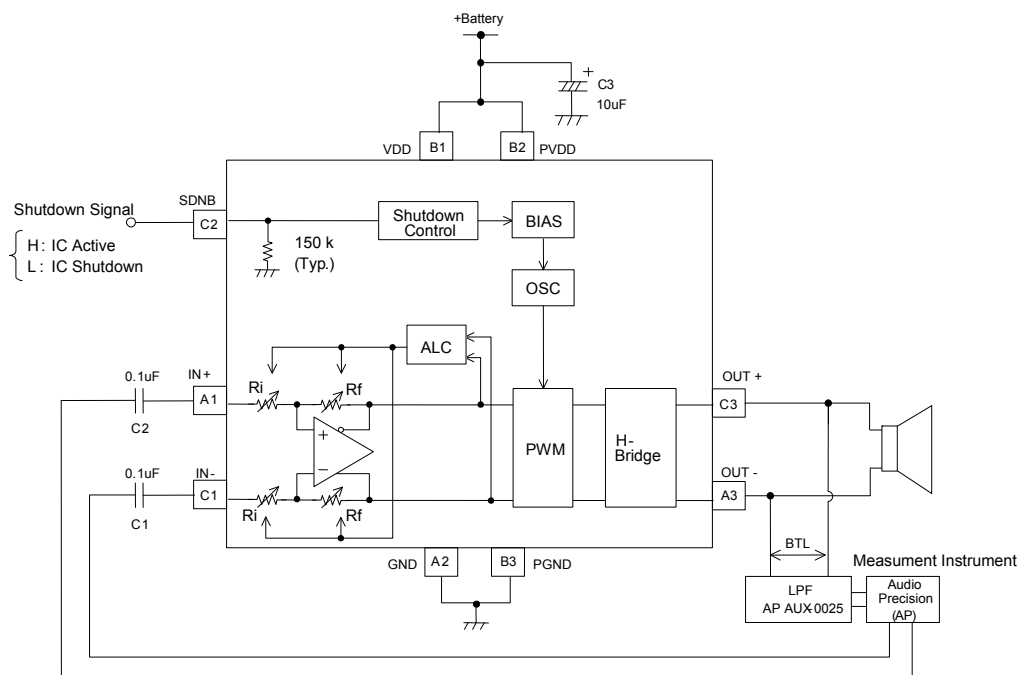 +Battery
+
C3
10uF
VDD
B1
B2
PVDD
SDNB
Shutdown Signal
C2
H: IC Active
L: IC Shutdown
150 k
(Typ.)
Shutdown
Control
BIAS
OSC
ALC
0.1uF
IN+
A1
C2
Ri
Rf
+
−
PWM
H-
Bridge
OUT +
C3
OUT -
A3
0.1uF
IN-
C1
C1
Ri
Rf
GND
A2
B3
PGND
BTL
Measument Instrument
LPF
AP AUX-0025
Audio
Precision
(AP)